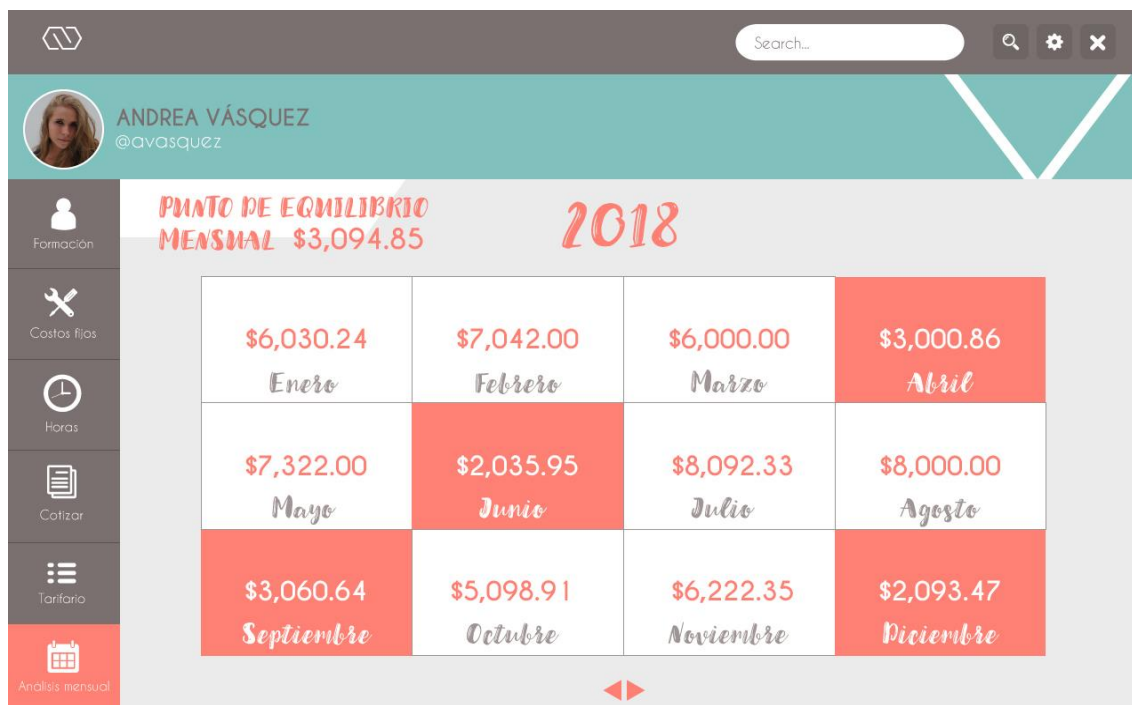 Search...
ANDREA VÁSQUEZ
@avasquez
Formación
Costos fijos
Horas
Cotizar
Tarifario
Análisis mensual
PUNTO DE EQUILIBRIO
MENSUAL $3,094.85
2018
$6,030.24
Enero
$7,042.00
Febrero
$6,000.00
Marzo
$3,000.86
Abril
$7,322.00
Mayo
$2,035.95
Junio
$8,092.33
Julio
$8,000.00
Agosto
$3,060.64
Septiembre
$5,098.91
Octubre
$6,222.35
Noviembre
$2,093.47
Diciembre